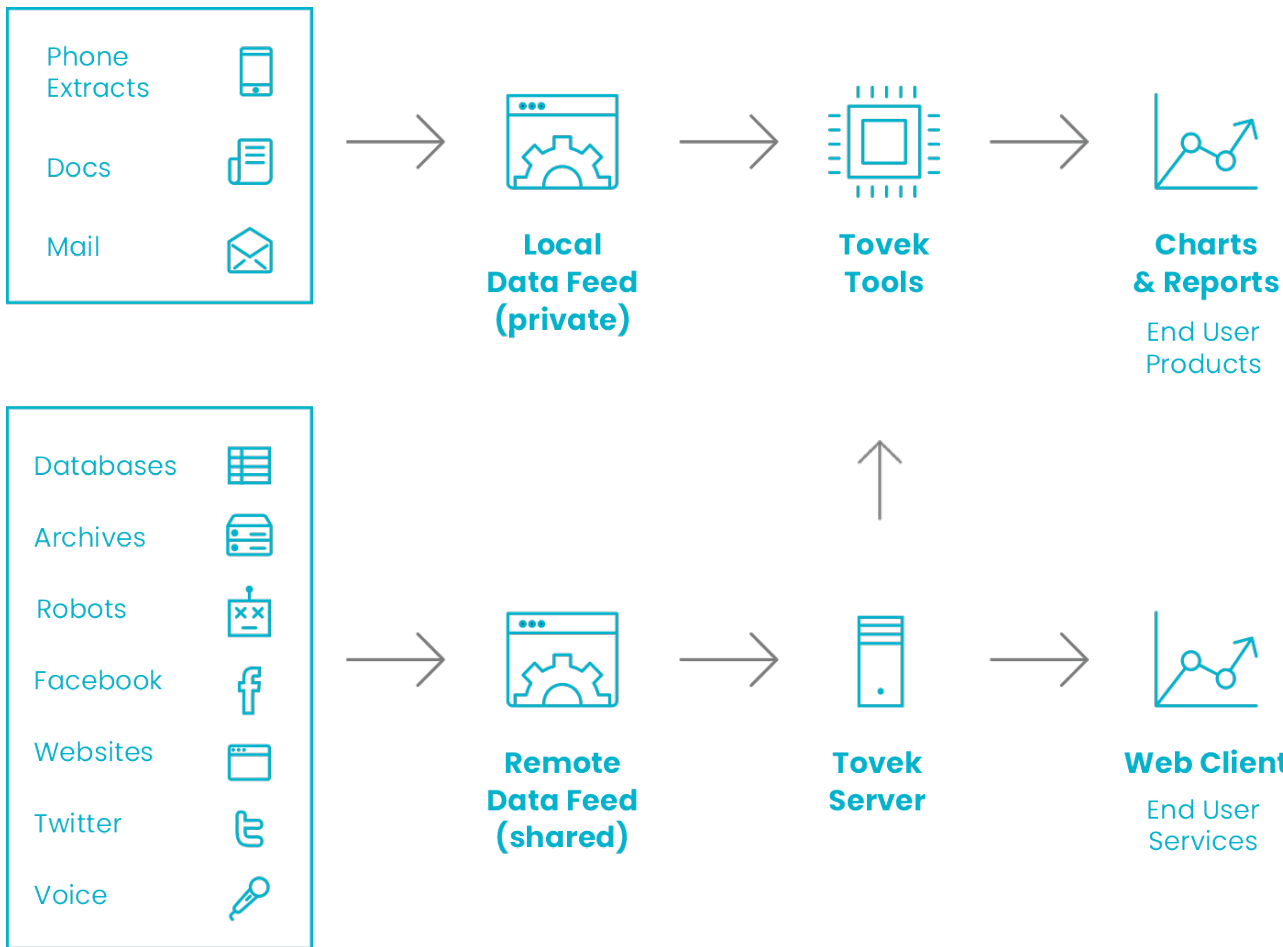 Phone
Extracts
Docs
Mail
Local
Data Feed
(private)
Tovek
Tools
Charts
& Reports
End User
Products
Databases
Archives
Robots
Facebook
Websites
Twitter
Voice
Remote
Data Feed
(shared)
Tovek
Server
Web Client
End User
Services